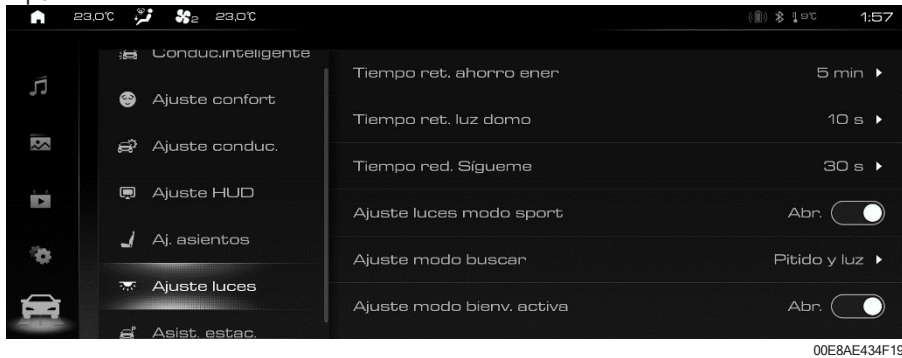 23,0℃ 2 23,0℃ 1:57
Conduc.inteligente
Ajuste confort
Ajuste conduc.
Ajuste HUD
Aj. asientos
Ajuste luces
Asist. estac.
Tiempo ret. ahorro ener 5 min
Tiempo ret. luz domo 10 s
Tiempo red. Sígueme 30 s
Ajuste luces modo sport Abr.
Ajuste modo buscar Pitido y luz
Ajuste modo bienv. activa Abr.
00E8AE434F19